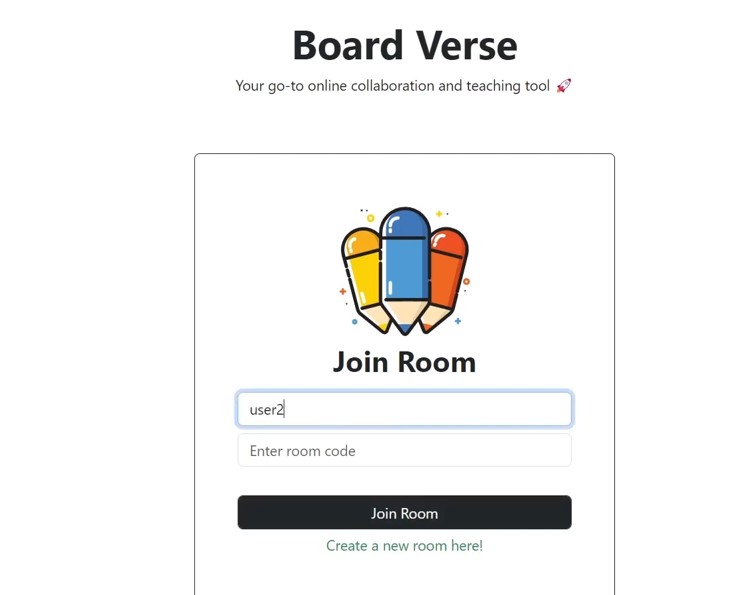 Board Verse
Your go-to online collaboration and teaching tool 🚀
Join Room
user2
Enter room code
Join Room
Create a new room here!